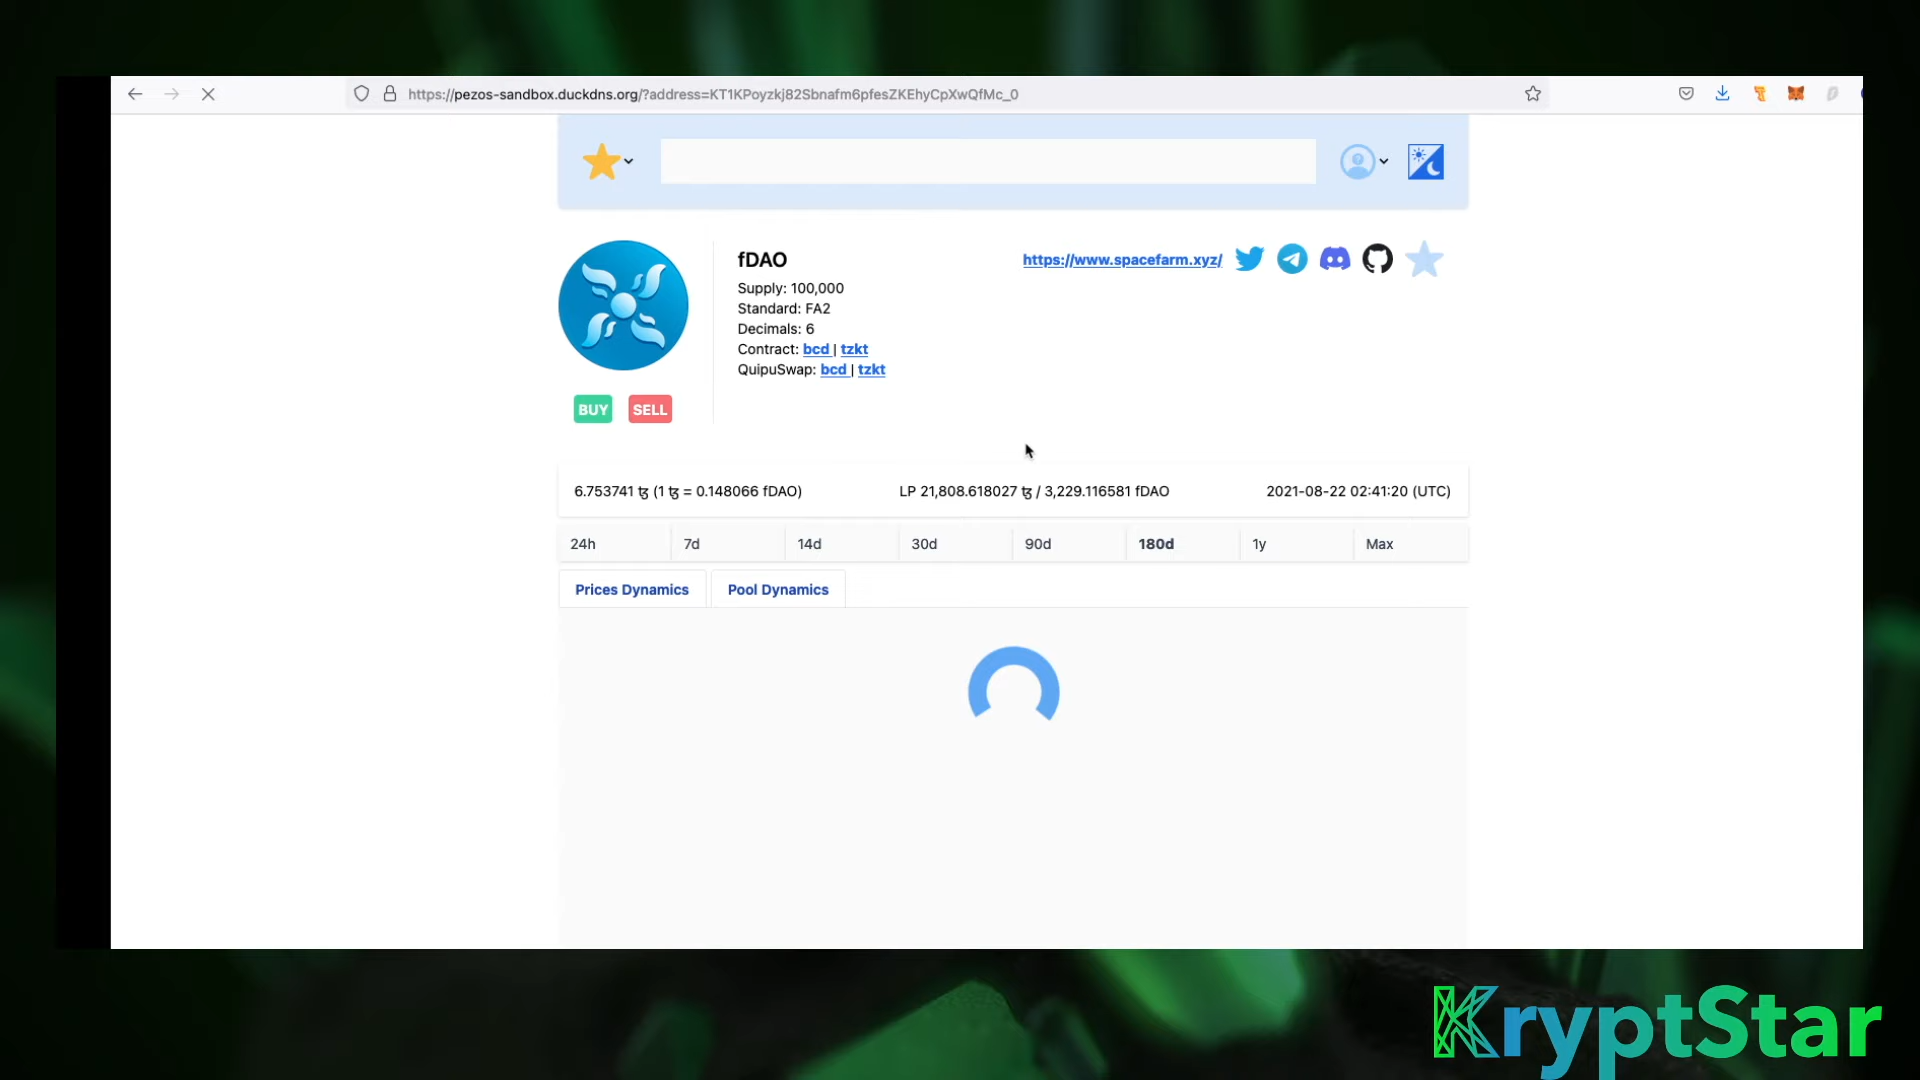 https://pezos-sandbox.duckdns.org/?address=KT1KPoyzkj82Sbnafm6pfesZKEhyCpXwQfMc_0
fDAO
https://www.spacefarm.xyz/
Supply: 100,000
Standard: FA2
Decimals: 6
Contract: bcd | tzkt
QuipuSwap: bcd | tzkt
BUY SELL
6.753741 ꜩ (1 ꜩ = 0.148066 fDAO) LP 21,808.618027 ꜩ / 3,229.116581 fDAO 2021-08-22 02:41:20 (UTC)
24h 7d 14d 30d 90d 180d 1y Max
Prices Dynamics Pool Dynamics
KryptStar